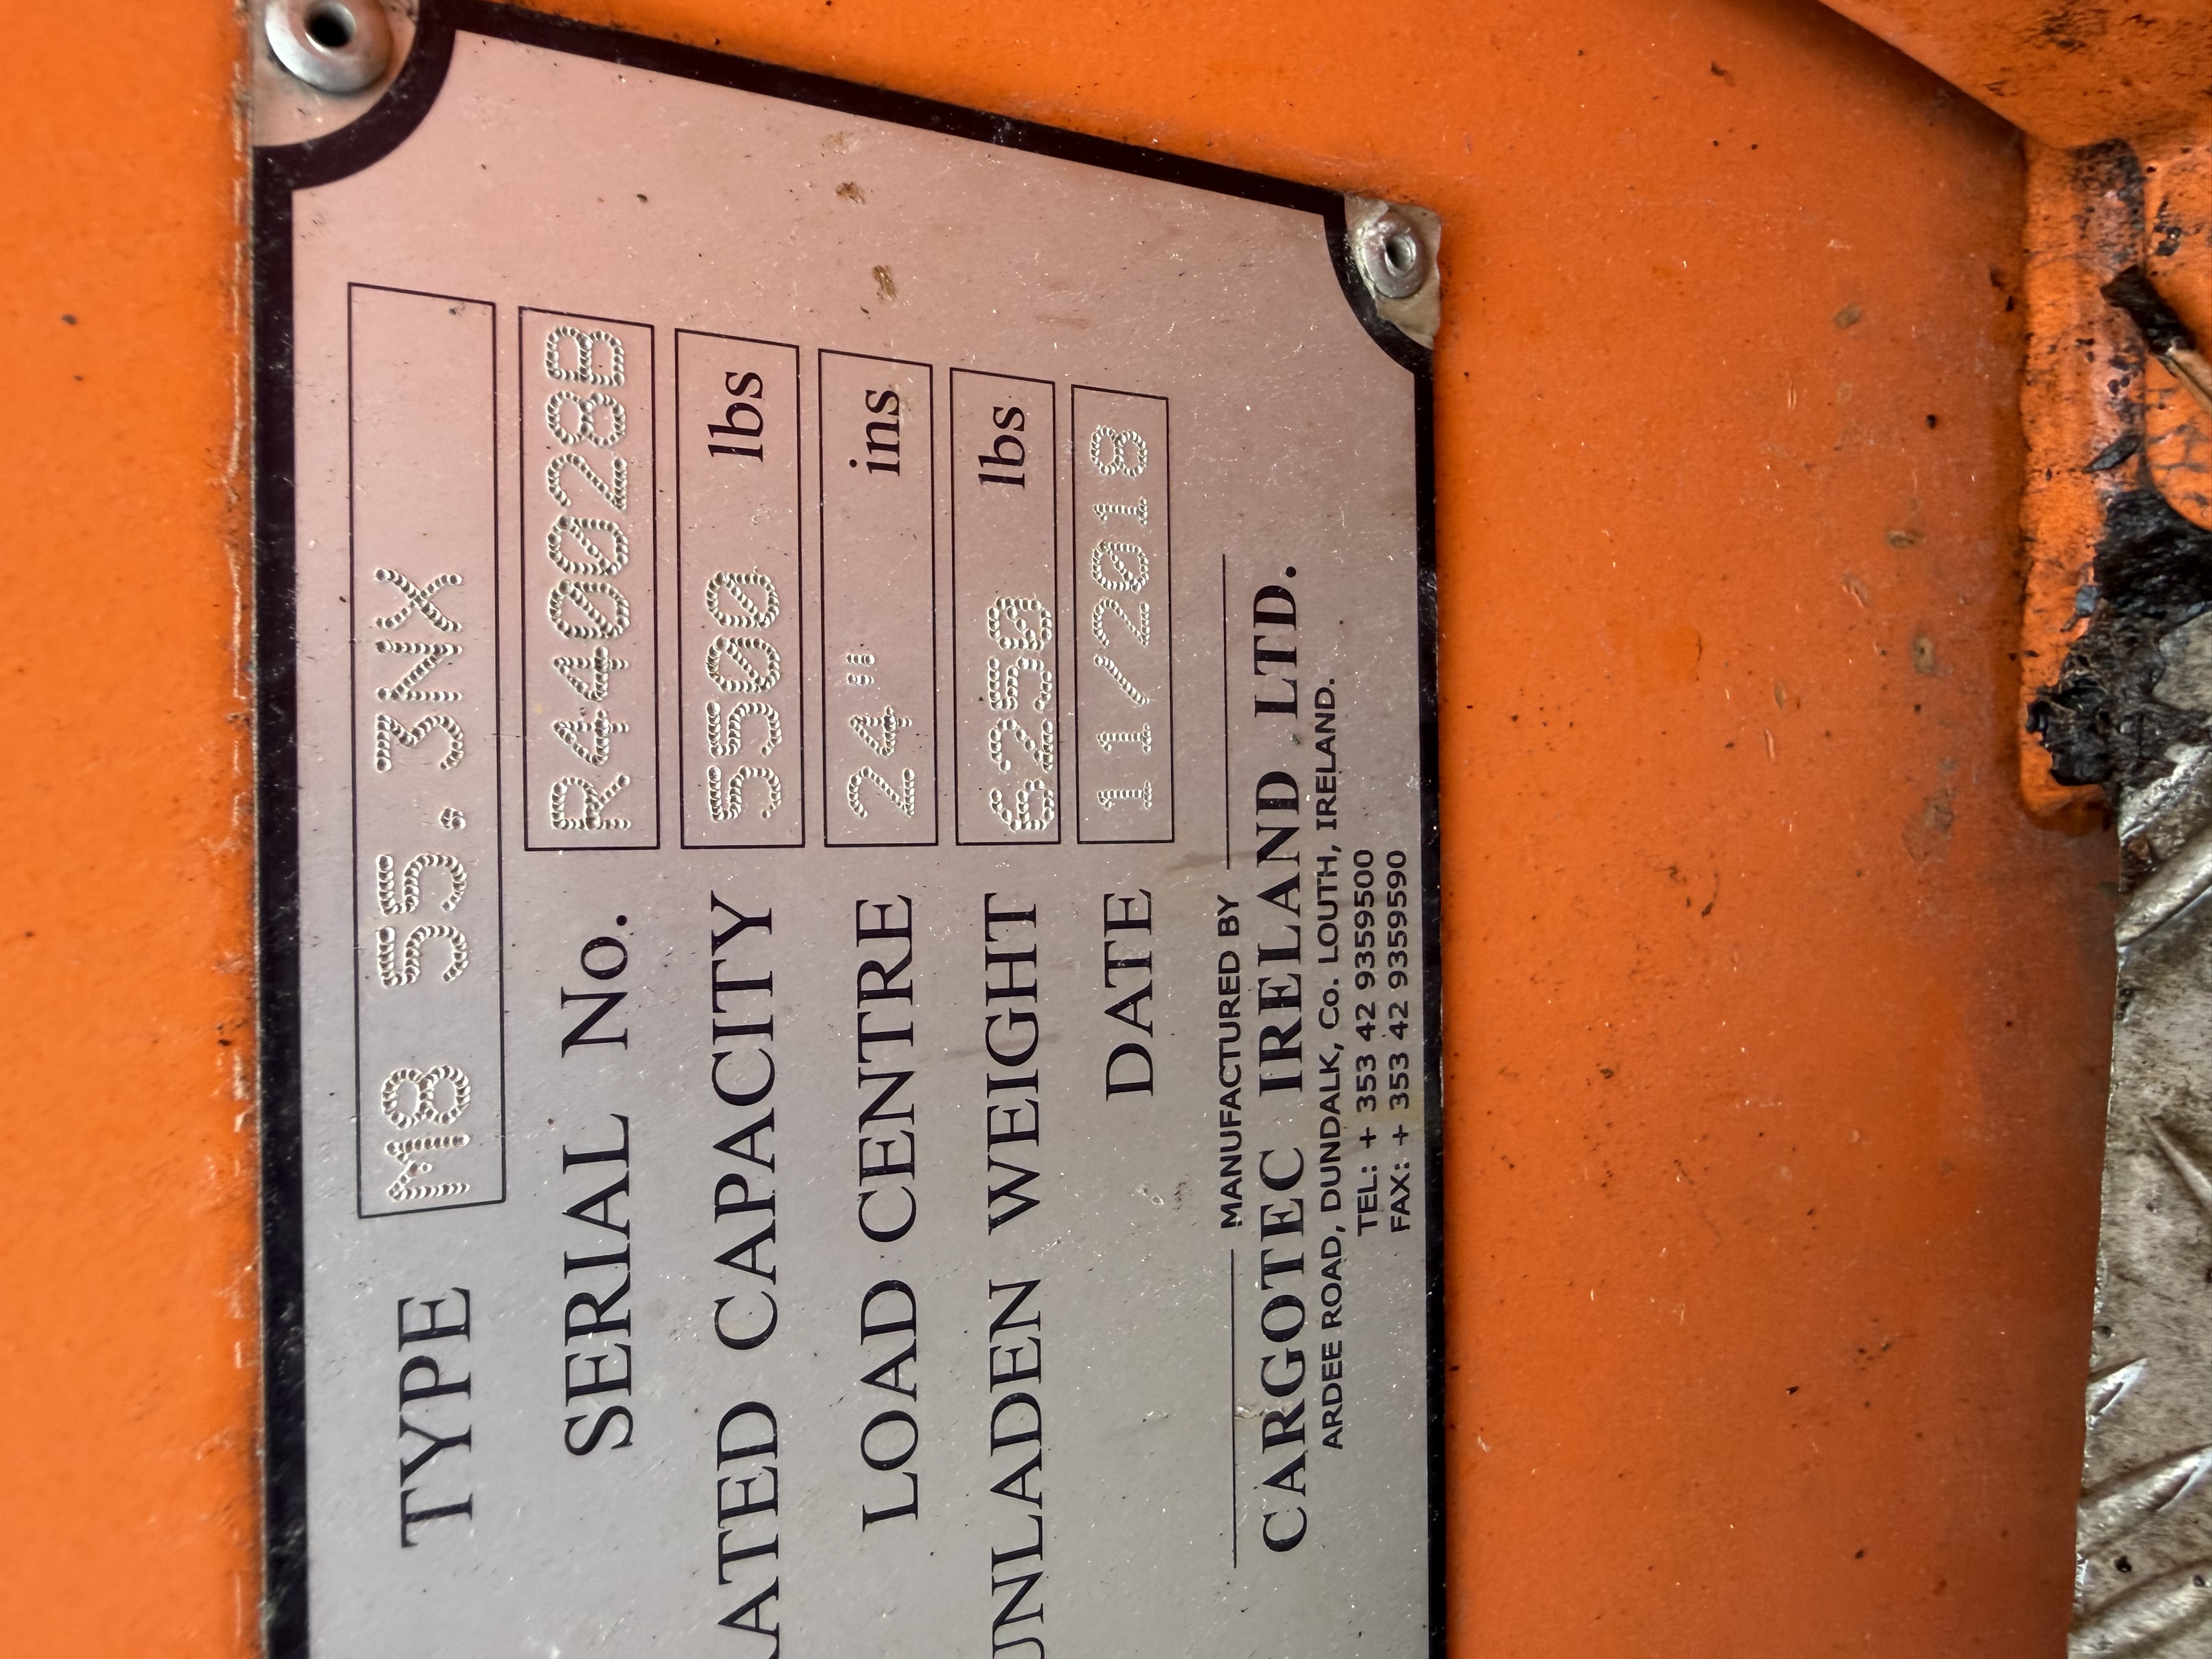 TYPE M8 55.3NX
SERIAL No. R440028B
ATED CAPACITY 5500 lbs
LOAD CENTRE 24" ins
UNLADEN WEIGHT 6250 lbs
DATE 11/2018
MANUFACTURED BY
CARGOTEC IRELAND LTD.
ARDEE ROAD, DUNDALK, Co. LOUTH, IRELAND.
TEL: + 353 42 9359500
FAX: + 353 42 9359590